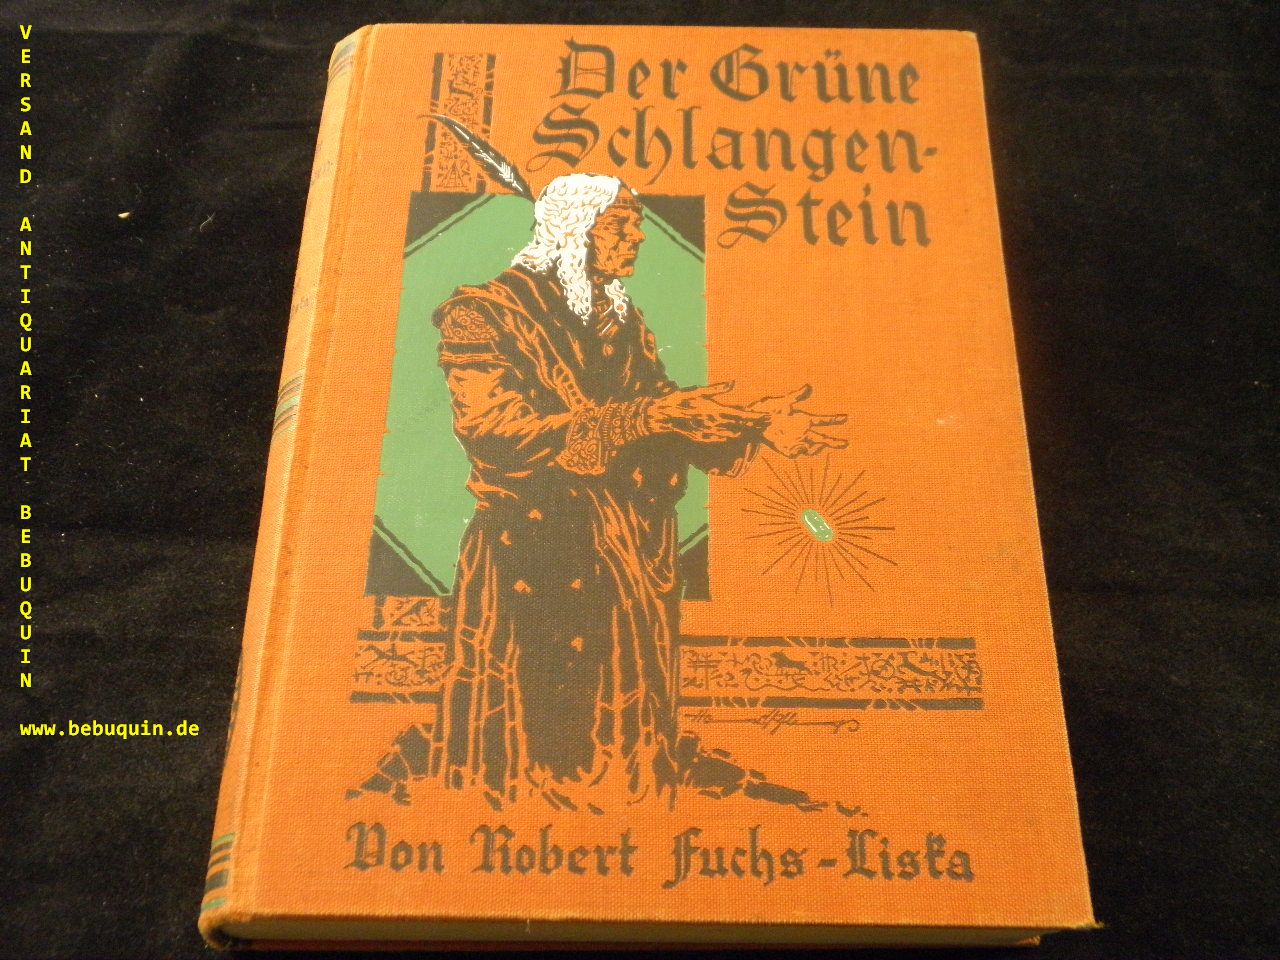 VERSAND ANTIQUARIAT BEBUQUIN
www.bebuquin.de
Der Grüne
Schlangen-
Stein
Von Robert Fuchs-Liska